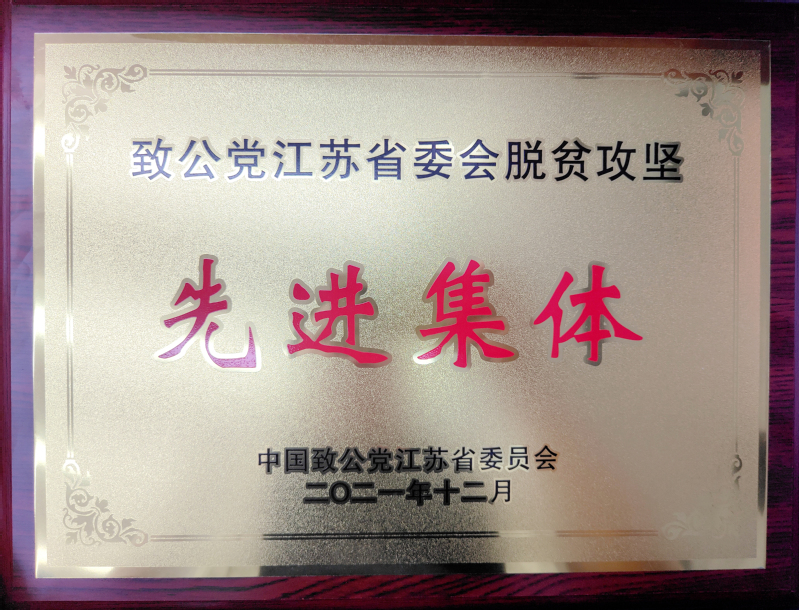 致公党江苏省委会脱贫攻坚
先进集体
中国致公党江苏省委员会
二〇二一年十二月